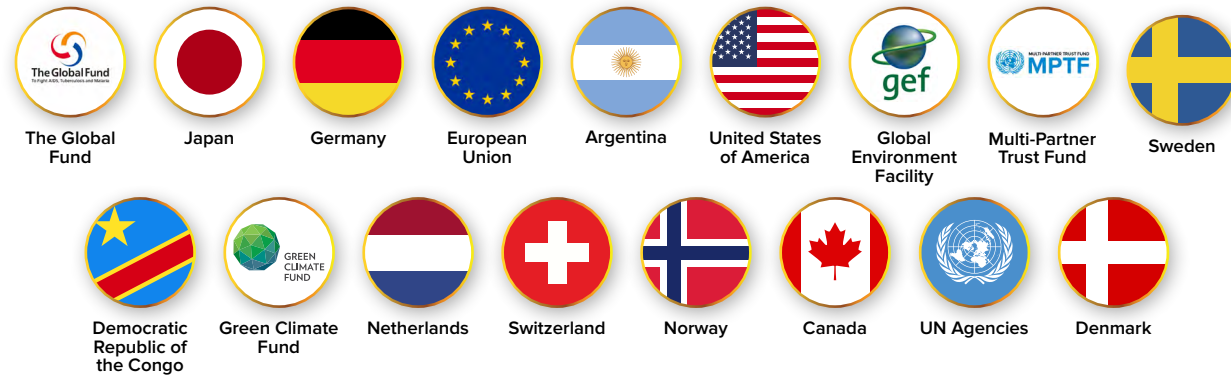 The Global Fund
To Fight AIDS, Tuberculosis and Malaria
gef
MULTI-PARTNER TRUST FUND
MPTF
The Global
Fund
Japan
Germany
European
Union
Argentina
United States
of America
Global
Environment
Facility
Multi-Partner
Trust Fund
Sweden
GREEN
CLIMATE
FUND
Democratic
Republic of
the Congo
Green Climate
Fund
Netherlands
Switzerland
Norway
Canada
UN Agencies
Denmark